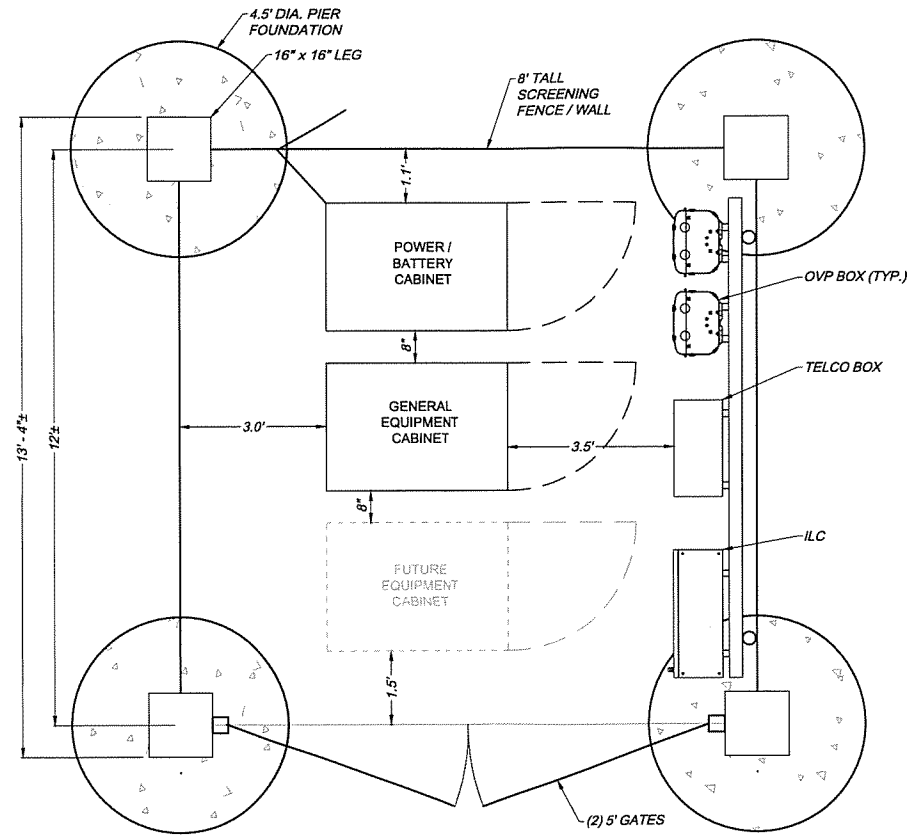 4.5' DIA. PIER
FOUNDATION
16" x 16" LEG
8' TALL
SCREENING
FENCE / WALL
1.1'
POWER /
BATTERY
CABINET
OVP BOX (TYP.)
8"
TELCO BOX
GENERAL
EQUIPMENT
CABINET
3.0'
3.5'
13' - 4"±
12'±
8"
ILC
FUTURE
EQUIPMENT
CABINET
1.5'
(2) 5' GATES